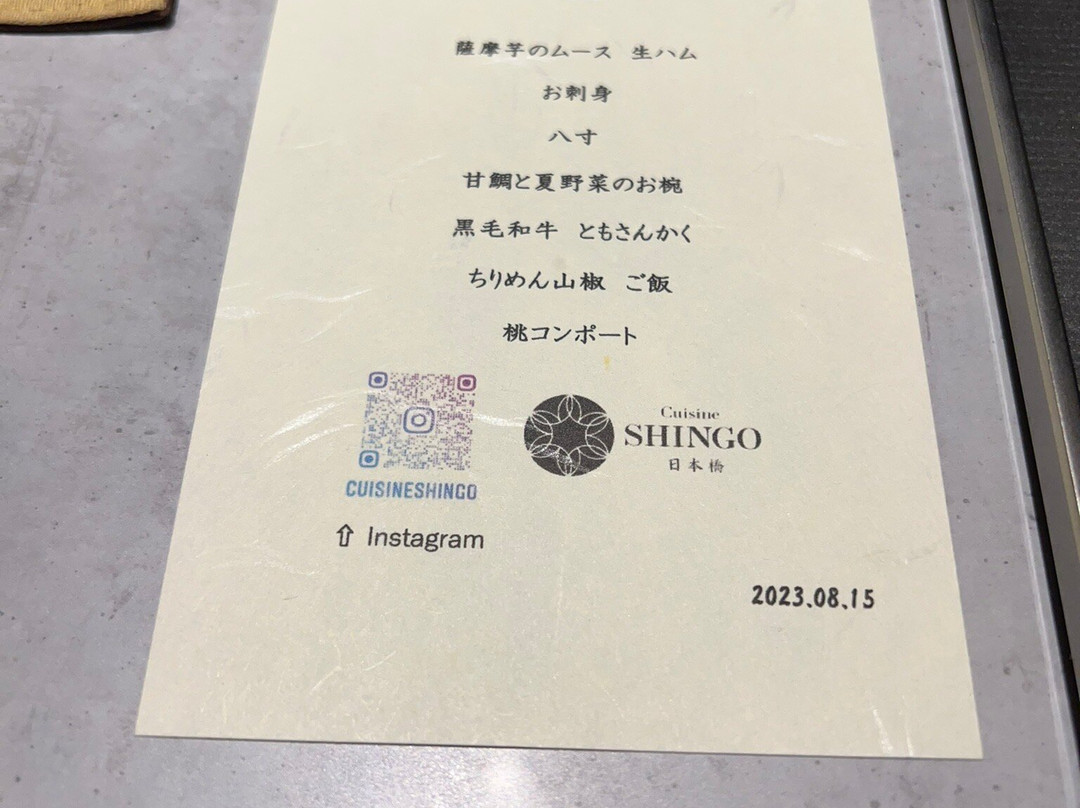 薩摩芋のムース 生ハム
お刺身
八寸
甘鯛と夏野菜のお椀
黒毛和牛 ともさんかく
ちりめん山椒 ご飯
桃コンポート
CUISINESHINGO
⇧ Instagram
Cuisine
SHINGO
日本橋
2023.08.15